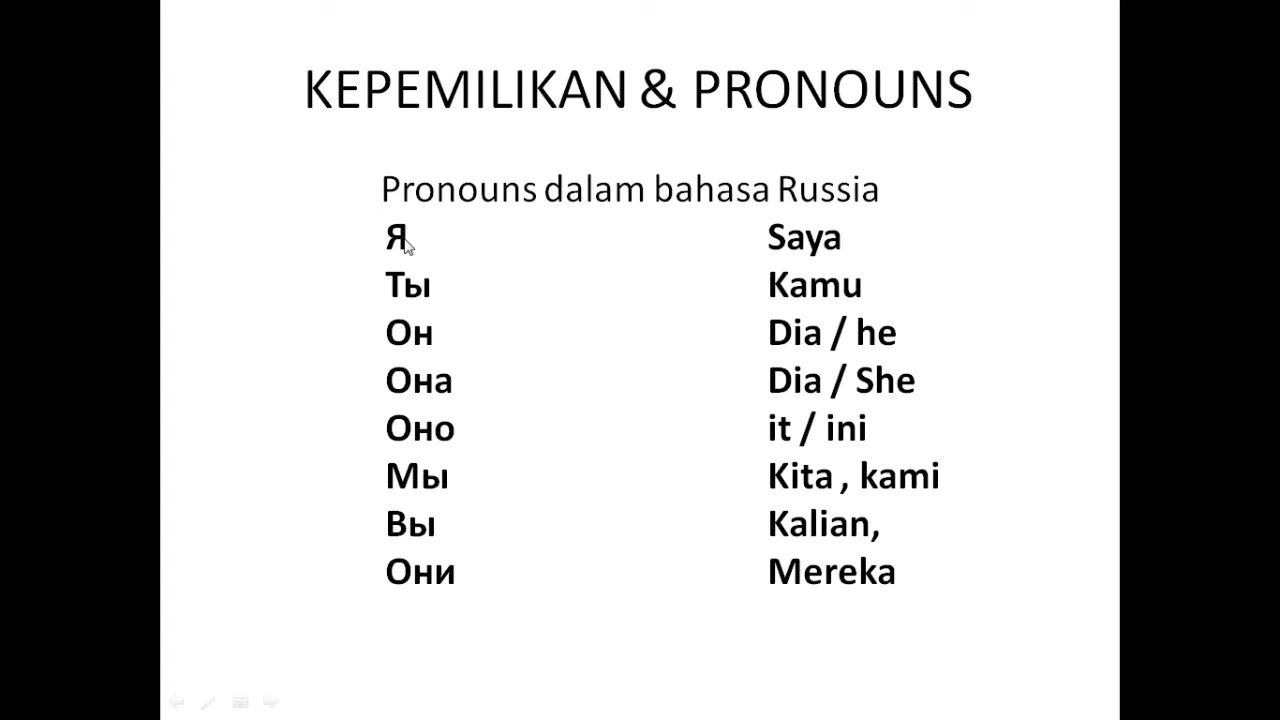 KEPEMILIKAN & PRONOUNS
Pronouns dalam bahasa Russia
Я Saya
Ты Kamu
Он Dia / he
Она Dia / She
Оно it / ini
Мы Kita , kami
Вы Kalian,
Они Mereka